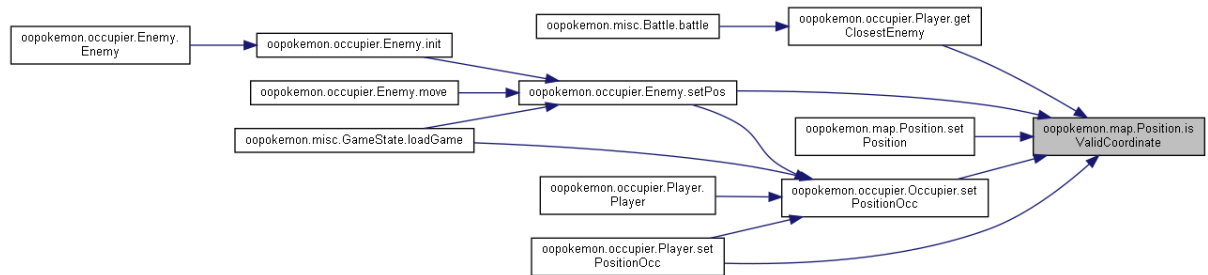 oopokemon.occupier.Enemy.
Enemy
oopokemon.occupier.Enemy.init
oopokemon.misc.Battle.battle
oopokemon.occupier.Player.get
ClosestEnemy
oopokemon.occupier.Enemy.move
oopokemon.occupier.Enemy.setPos
oopokemon.misc.GameState.loadGame
oopokemon.map.Position.set
Position
oopokemon.map.Position.is
ValidCoordinate
oopokemon.occupier.Player.
Player
oopokemon.occupier.Occupier.set
PositionOcc
oopokemon.occupier.Player.set
PositionOcc